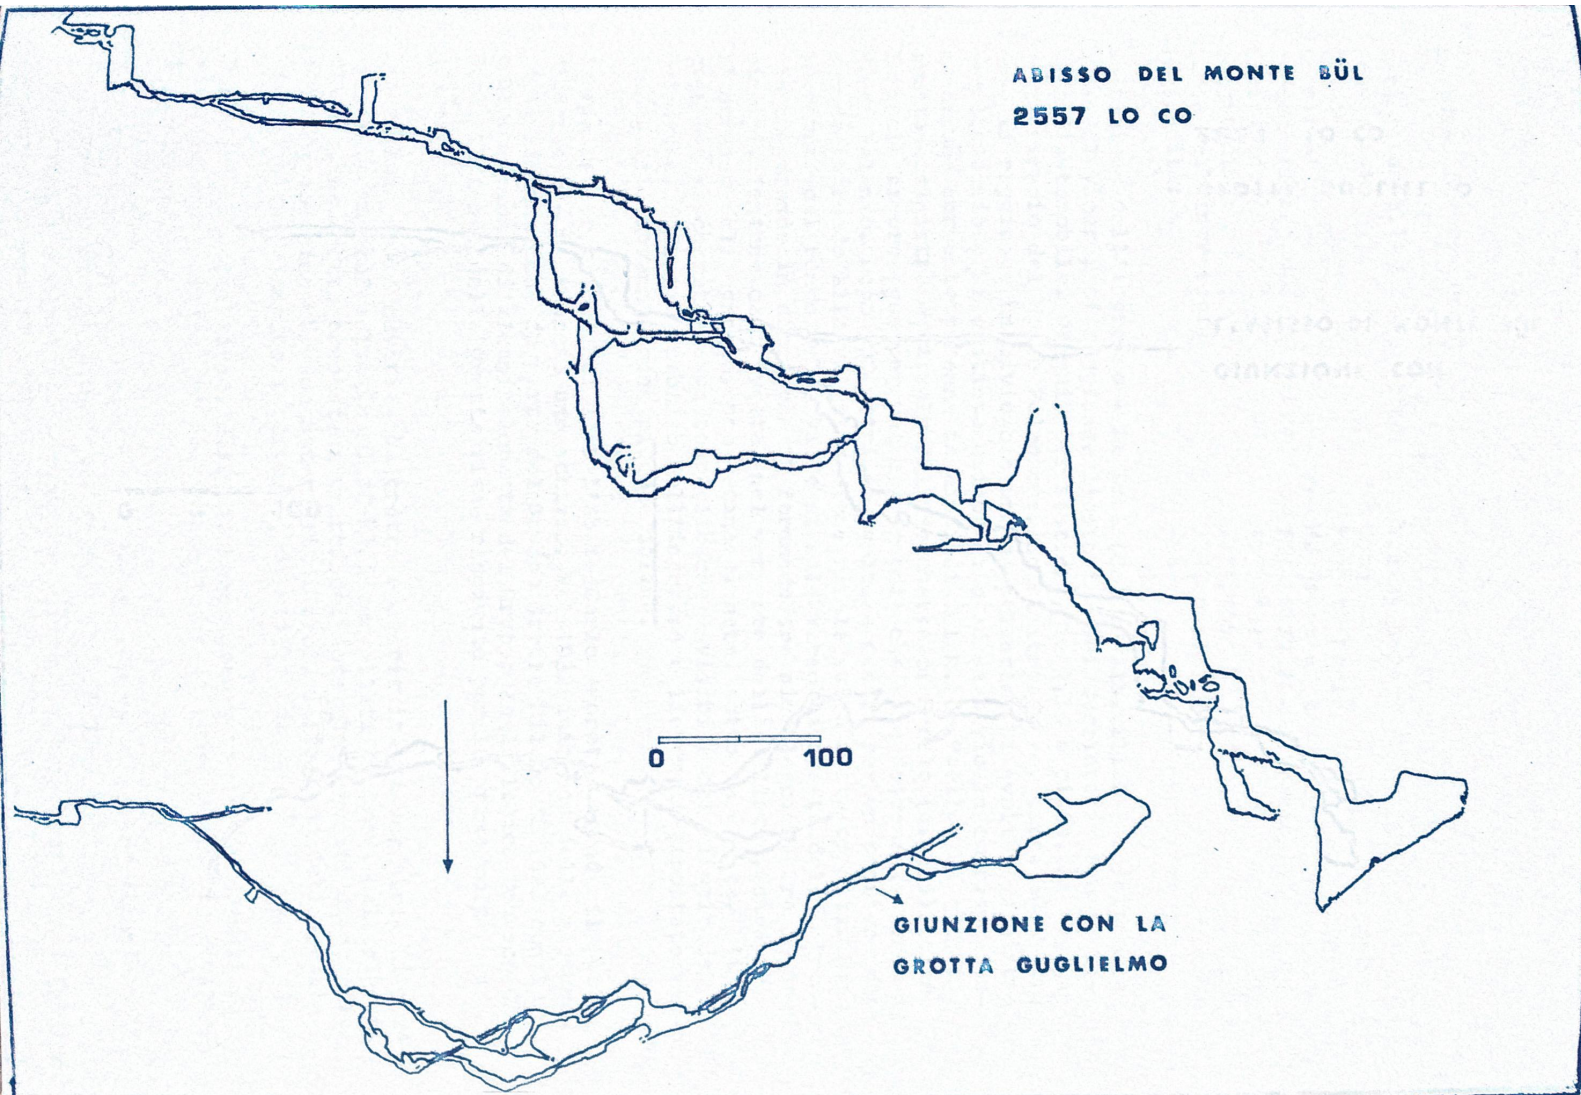 ABISSO DEL MONTE BÜL
2557 LO CO
0 100
GIUNZIONE CON LA
GROTTA GUGLIELMO